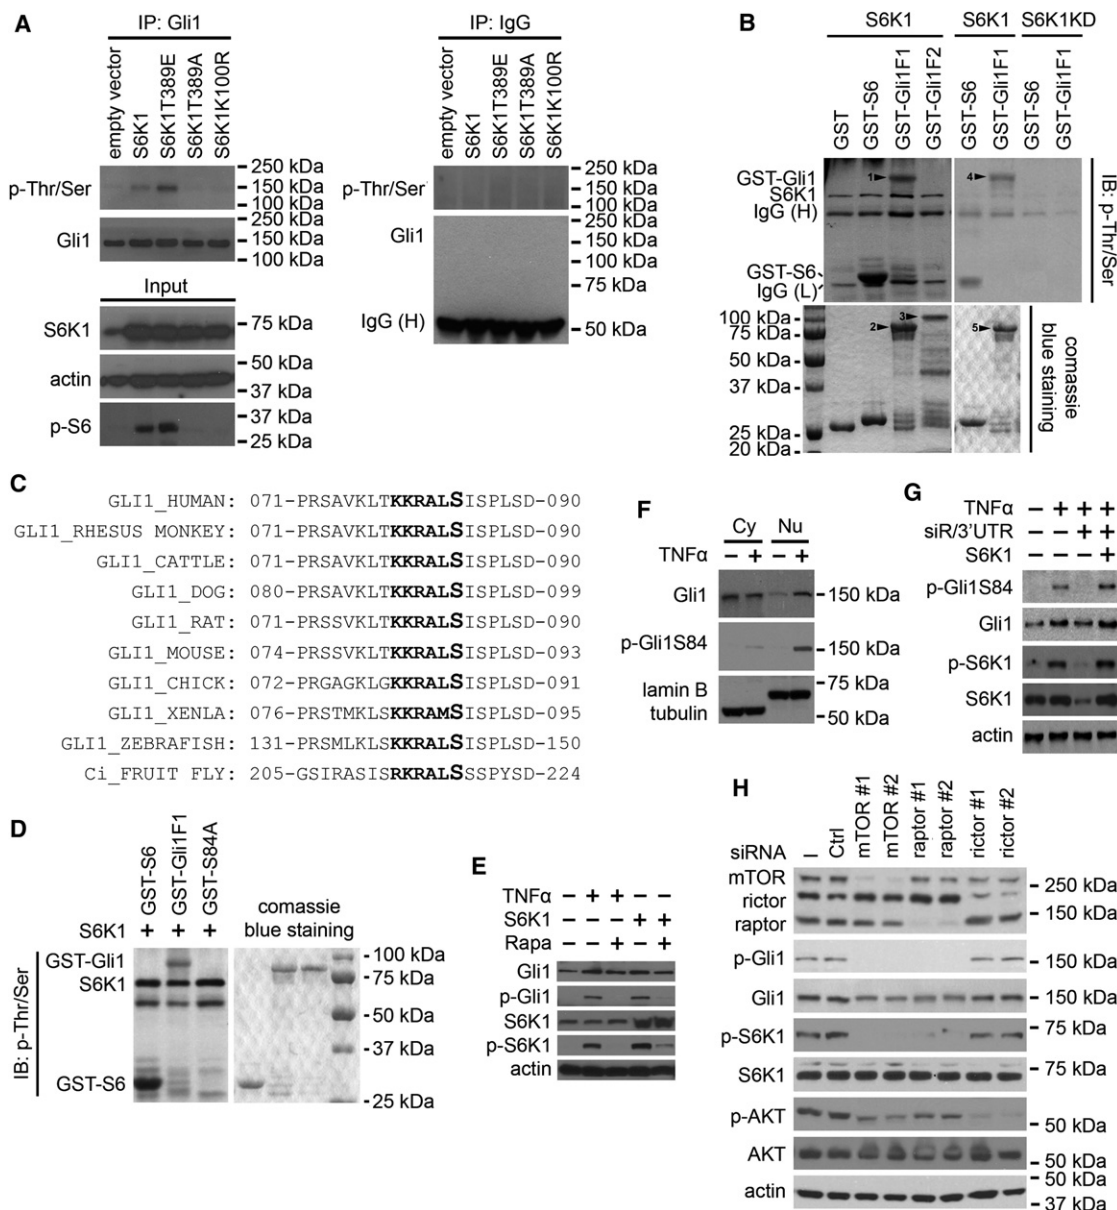 A
IP: Gli1
empty vector
S6K1
S6K1T389E
S6K1T389A
S6K1K100R
p-Thr/Ser
250 kDa
150 kDa
100 kDa
Gli1
250 kDa
150 kDa
100 kDa
Input
S6K1
75 kDa
actin
50 kDa
37 kDa
p-S6
37 kDa
25 kDa
IP: IgG
empty vector
S6K1
S6K1T389E
S6K1T389A
S6K1K100R
p-Thr/Ser
250 kDa
150 kDa
100 kDa
Gli1
250 kDa
150 kDa
100 kDa
75 kDa
IgG (H)
50 kDa
B
S6K1 S6K1 S6K1KD
GST
GST-S6
GST-Gli1F1
GST-Gli1F2
GST-S6
GST-Gli1F1
GST-S6
GST-Gli1F1
GST-Gli1
S6K1
IgG (H)
GST-S6
IgG (L)
1
4
IB: p-Thr/Ser
100 kDa
75 kDa
50 kDa
37 kDa
25 kDa
20 kDa
2
3
5
comassie
blue staining
C
GLI1_HUMAN: 071-PRSAVKLTKKRALSISPLSD-090
GLI1_RHESUS MONKEY: 071-PRSAVKLTKKRALSISPLSD-090
GLI1_CATTLE: 071-PRSAVKLTKKRALSISPLSD-090
GLI1_DOG: 080-PRSAVKLTKKRALSISPLSD-099
GLI1_RAT: 071-PRSSVKLTKKRALSISPLSD-090
GLI1_MOUSE: 074-PRSSVKLTKKRALSISPLSD-093
GLI1_CHICK: 072-PRGAGKLGKKRALSISPLSD-091
GLI1_XENLA: 076-PRSTMKLSKKRAMSISPLSD-095
GLI1_ZEBRAFISH: 131-PRSMLKLSKKRALSISPLSD-150
Ci_FRUIT FLY: 205-GSIRASISRKRALSSSPYSD-224
D
GST-S6
GST-Gli1F1
GST-S84A
S6K1 + + +
comassie
blue staining
IB: p-Thr/Ser
GST-Gli1
S6K1
GST-S6
100 kDa
75 kDa
50 kDa
37 kDa
25 kDa
E
TNFα – + + – –
S6K1 – – – + +
Rapa – – + – +
Gli1
p-Gli1
S6K1
p-S6K1
actin
F
Cy Nu
TNFα – + – +
Gli1
150 kDa
p-Gli1S84
150 kDa
lamin B
tubulin
75 kDa
50 kDa
G
TNFα – + + +
siR/3'UTR – – + +
S6K1 – – – +
p-Gli1S84
Gli1
p-S6K1
S6K1
actin
H
siRNA
–
Ctrl
mTOR #1
mTOR #2
raptor #1
raptor #2
rictor #1
rictor #2
mTOR
rictor
raptor
250 kDa
150 kDa
p-Gli1
150 kDa
Gli1
150 kDa
p-S6K1
75 kDa
S6K1
75 kDa
p-AKT
50 kDa
AKT
50 kDa
actin
50 kDa
37 kDa